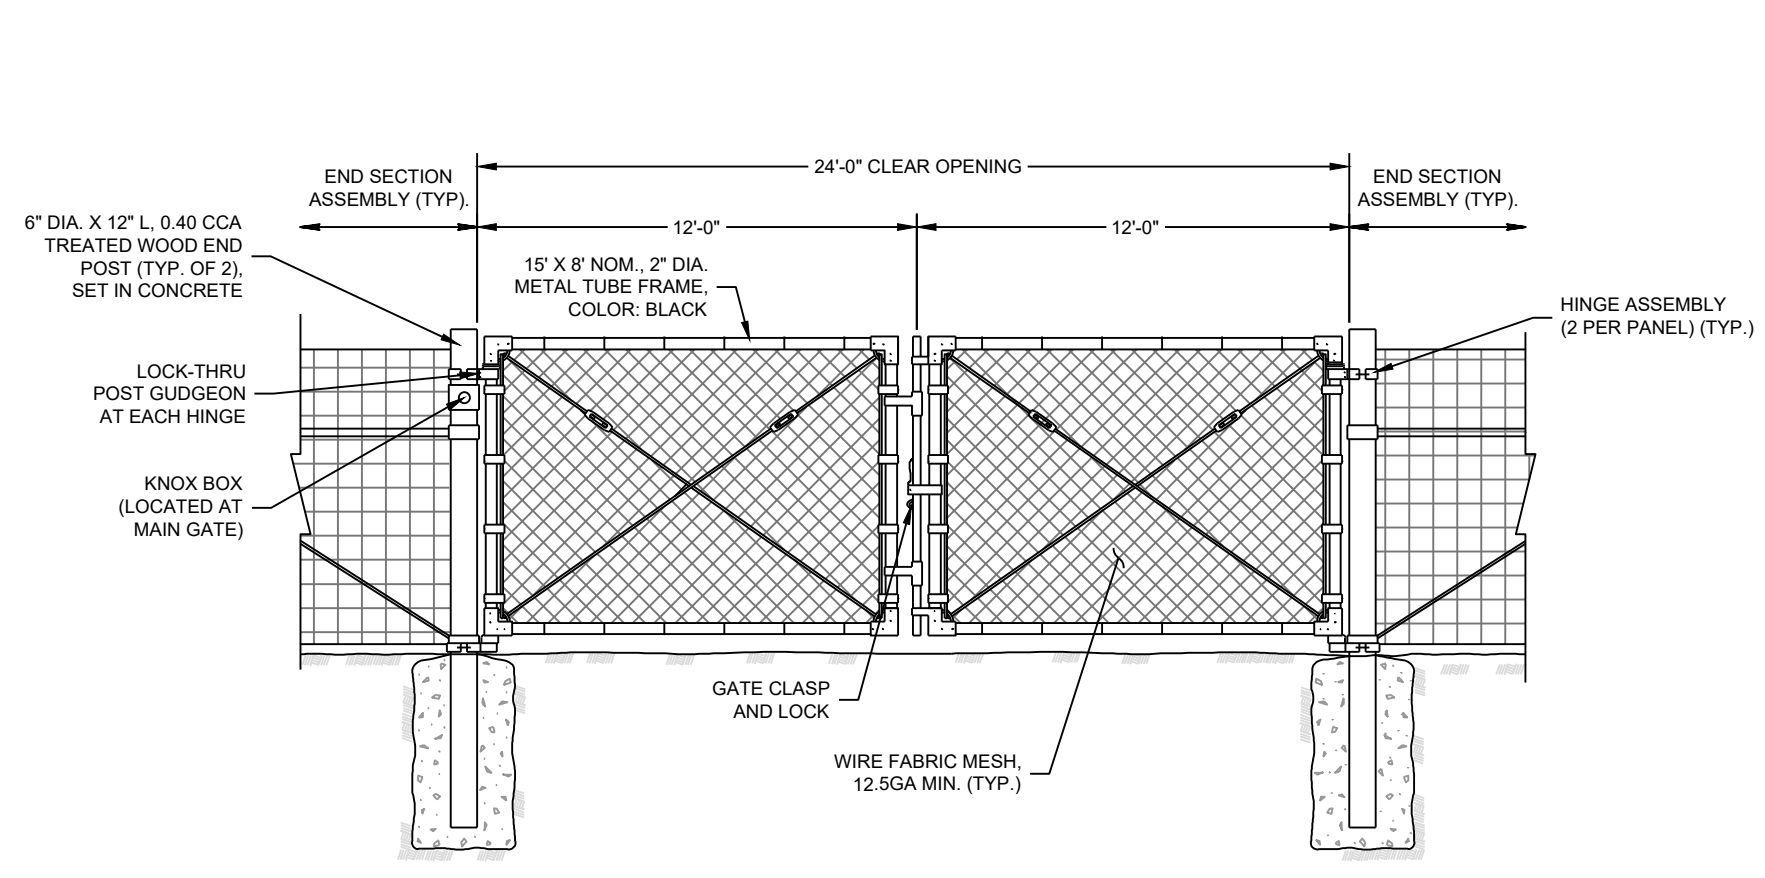 24'-0" CLEAR OPENING
END SECTION
ASSEMBLY (TYP).
END SECTION
ASSEMBLY (TYP).
6" DIA. X 12" L, 0.40 CCA
TREATED WOOD END
POST (TYP. OF 2),
SET IN CONCRETE
12'-0"
12'-0"
15' X 8' NOM., 2" DIA.
METAL TUBE FRAME,
COLOR: BLACK
HINGE ASSEMBLY
(2 PER PANEL) (TYP.)
LOCK-THRU
POST GUDGEON
AT EACH HINGE
KNOX BOX
(LOCATED AT
MAIN GATE)
GATE CLASP
AND LOCK
WIRE FABRIC MESH,
12.5GA MIN. (TYP.)